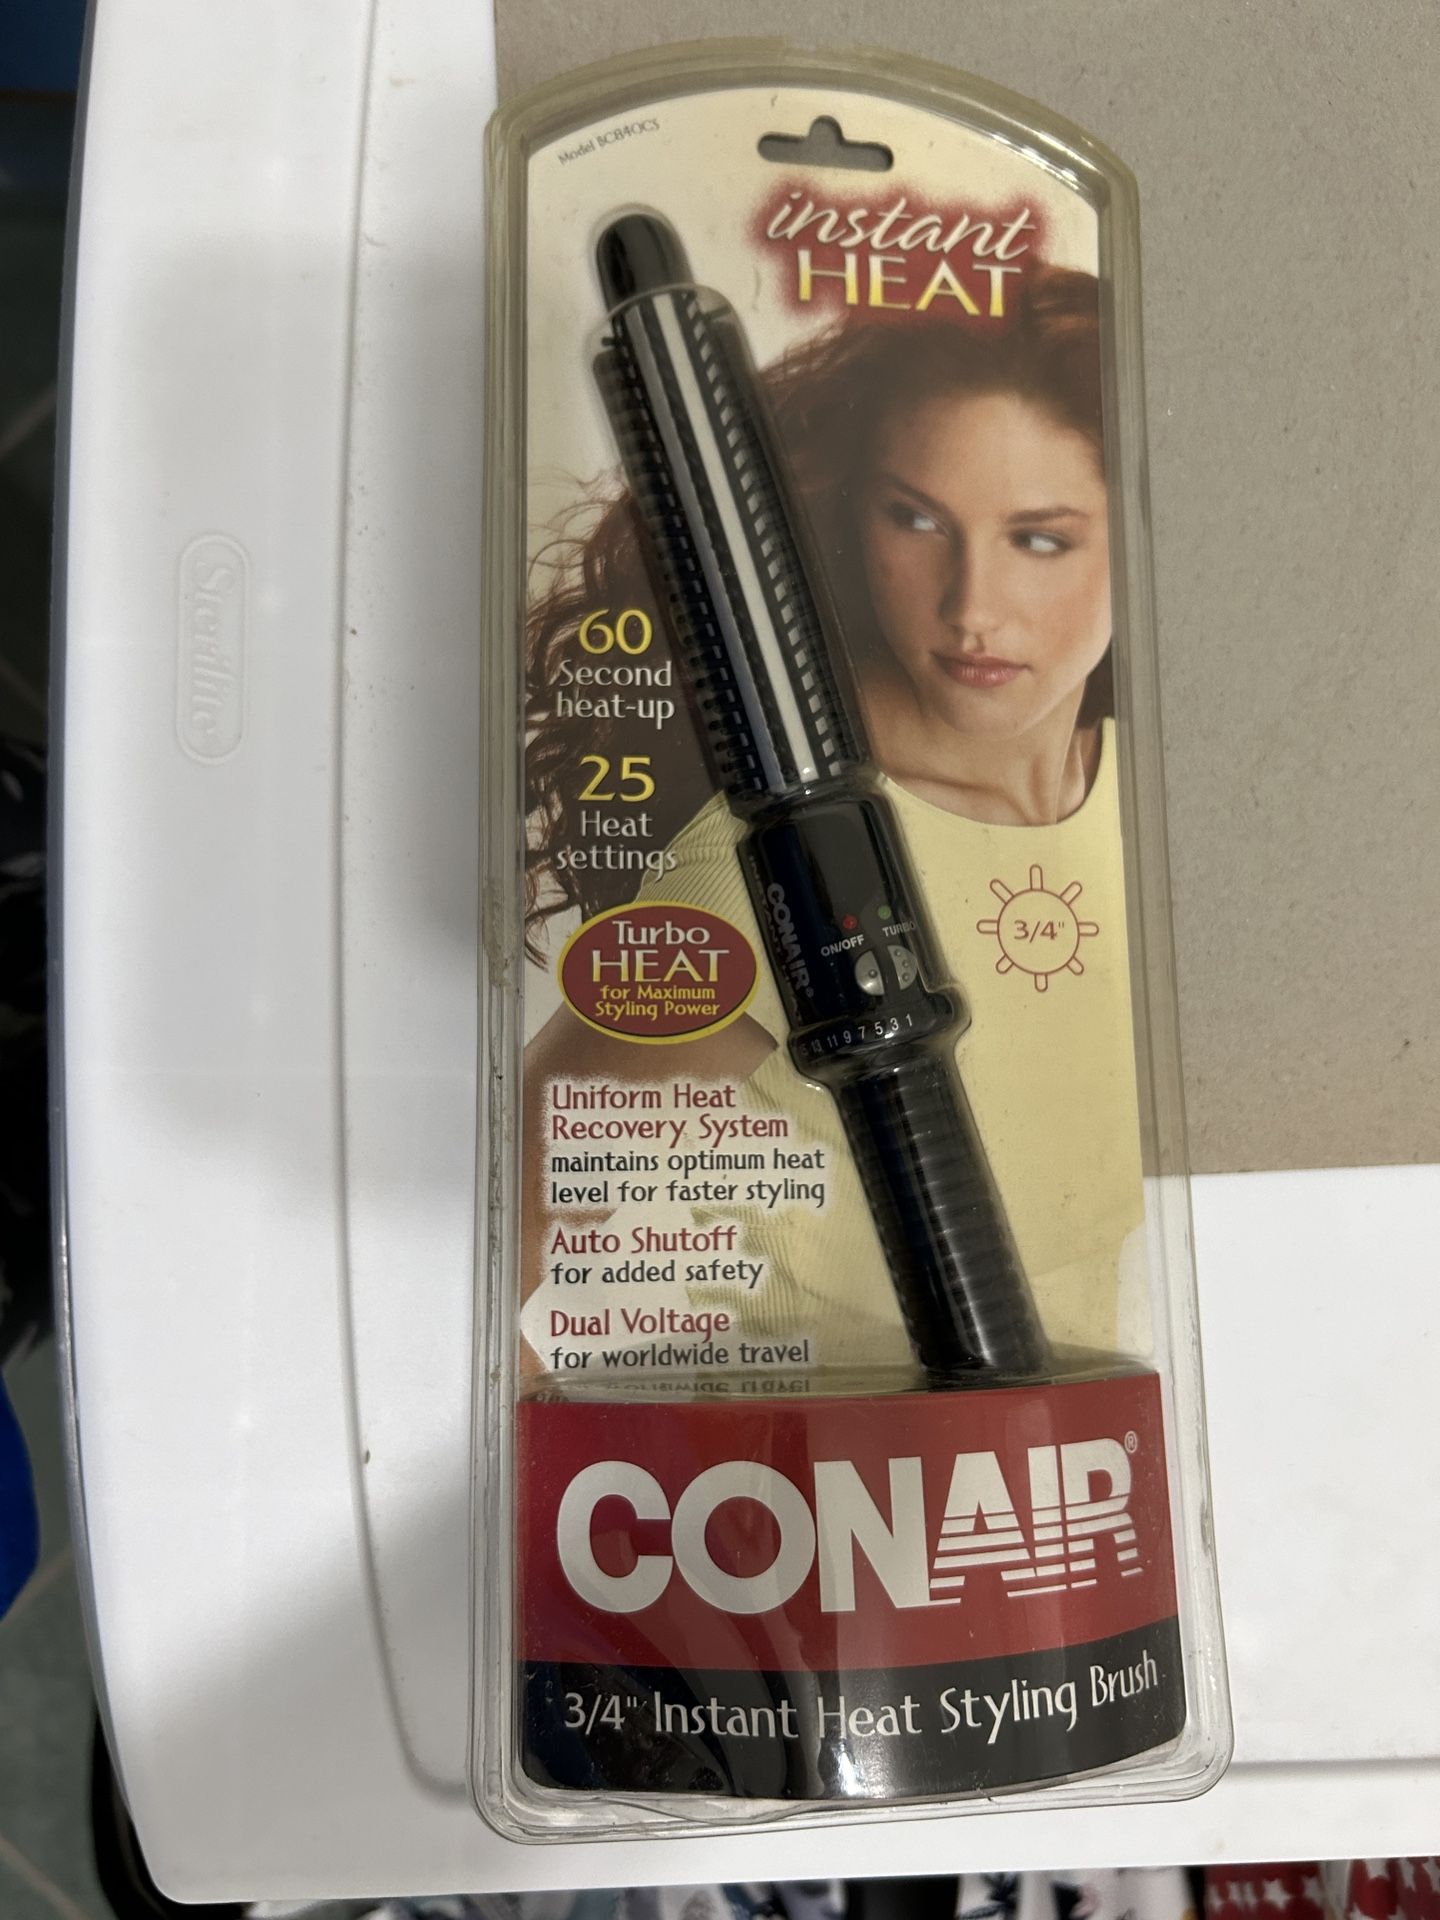 Model BC84QCS
instant
HEAT
60
Second
heat-up
25
Heat
settings
Turbo
HEAT
for Maximum
Styling Power
CONAIR®
ON/OFF
TURBO
13 11 9 7 5 3 1
3/4"
Uniform Heat
Recovery System
maintains optimum heat
level for faster styling
Auto Shutoff
for added safety
Dual Voltage
for worldwide travel
CONAIR®
3/4" Instant Heat Styling Brush
Sterilite